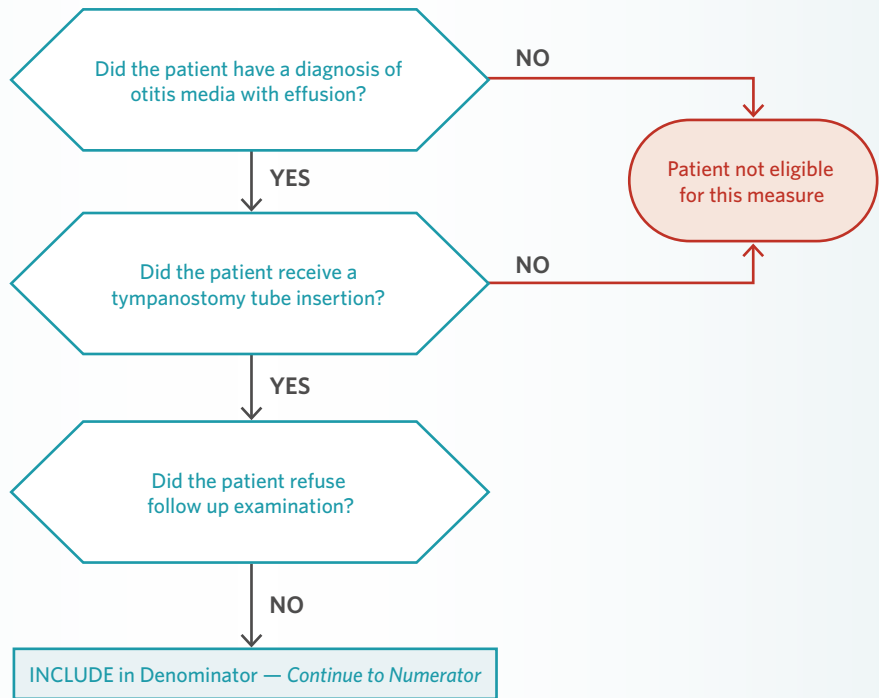 Did the patient have a diagnosis of
otitis media with effusion?
NO
Patient not eligible
for this measure
YES
Did the patient receive a
tympanostomy tube insertion?
NO
YES
Did the patient refuse
follow up examination?
NO
INCLUDE in Denominator — Continue to Numerator